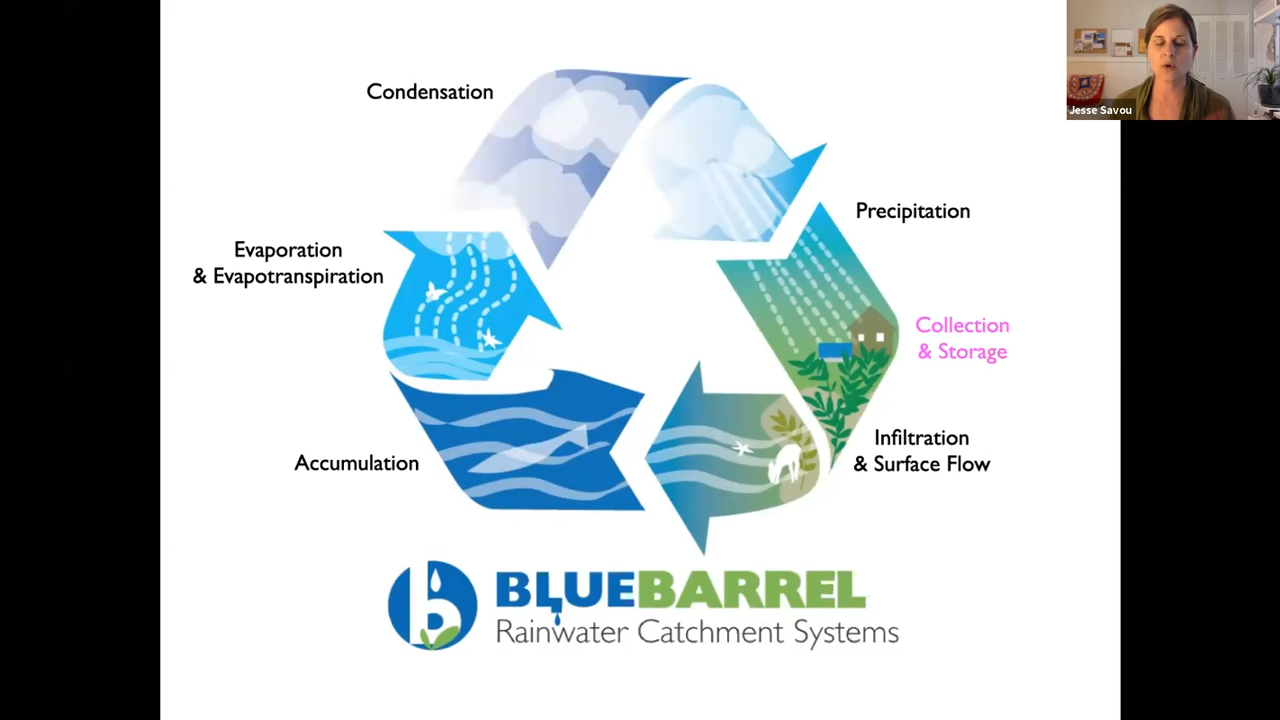 Jesse Savou
Condensation
Precipitation
Evaporation
& Evapotranspiration
Collection
& Storage
Infiltration
& Surface Flow
Accumulation
b
BLUEBARREL
Rainwater Catchment Systems